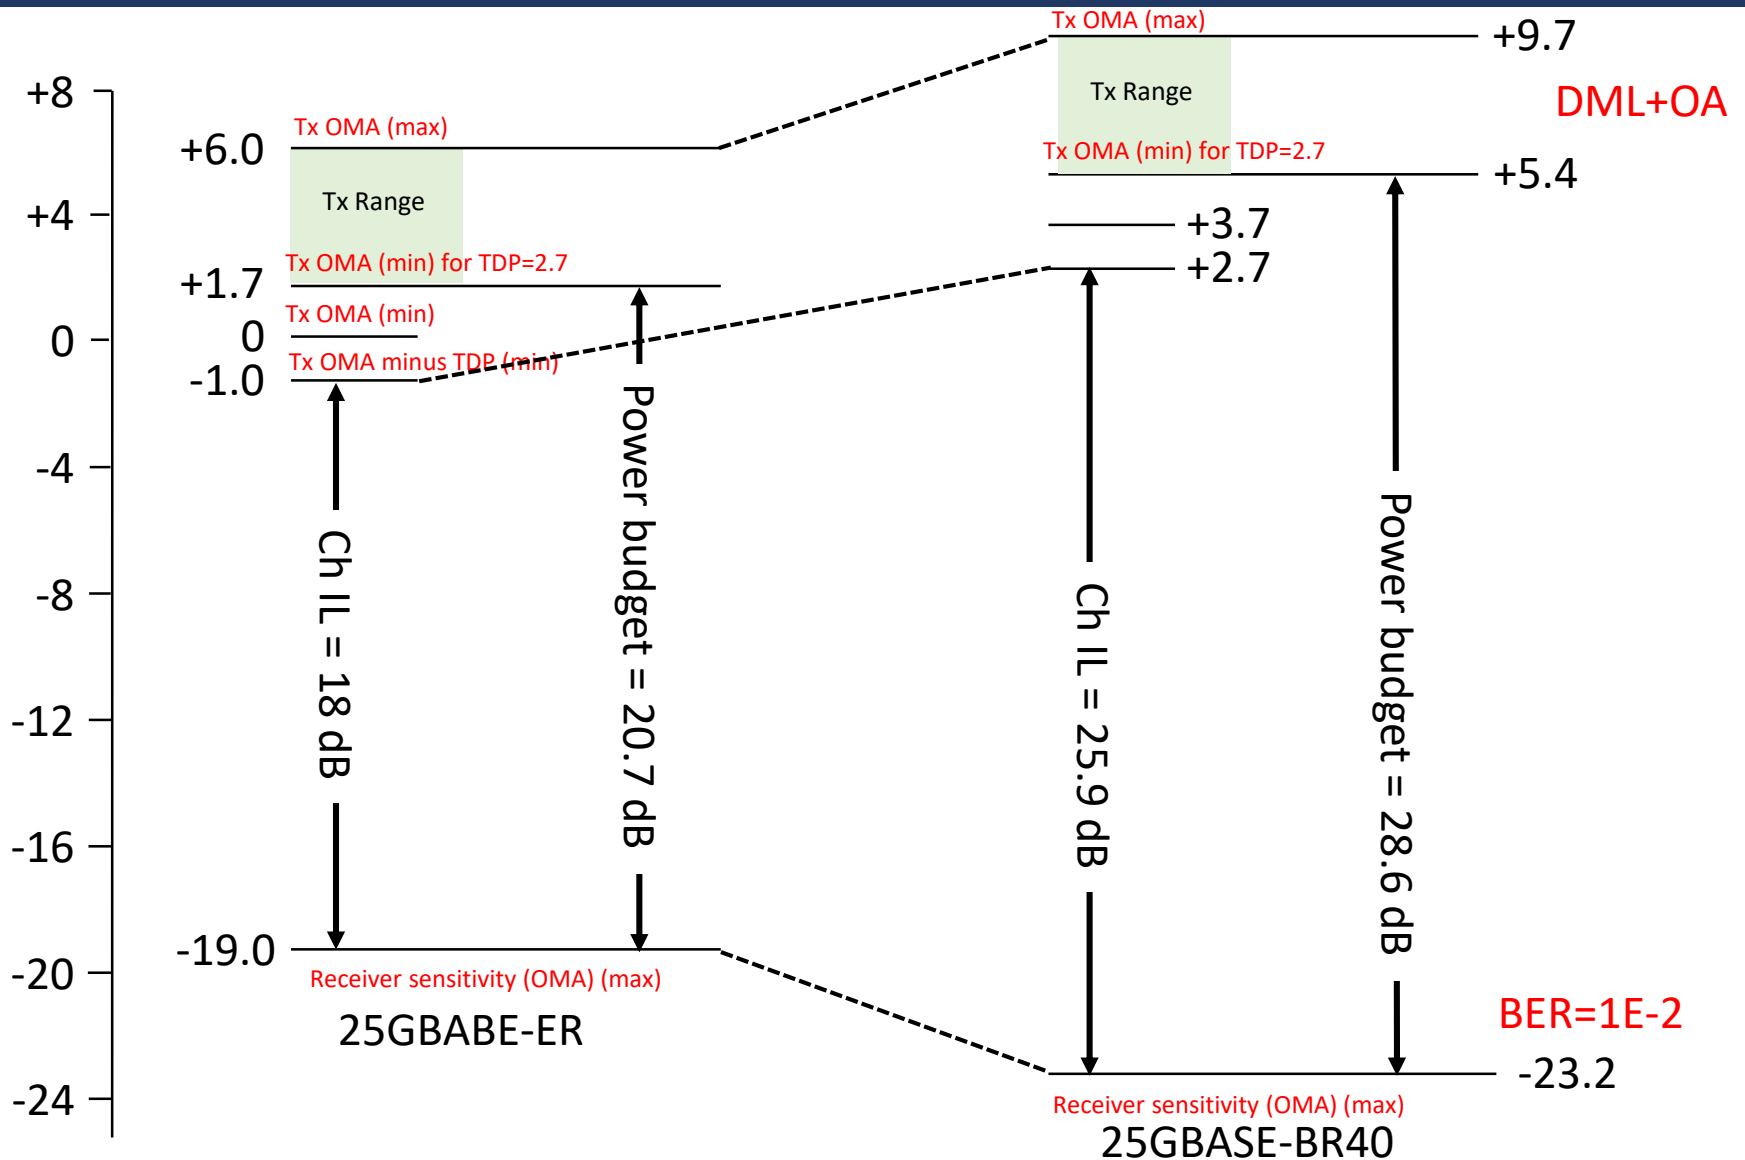 Tx OMA (max)
+9.7
+8
Tx Range
DML+OA
Tx OMA (max)
+6.0
Tx OMA (min) for TDP=2.7
+5.4
Tx Range
+4
+3.7
Tx OMA (min) for TDP=2.7
+2.7
+1.7
Tx OMA (min)
0
0
Tx OMA minus TDP (min)
-1.0
-4
-8
-12
-16
Ch IL = 18 dB
Power budget = 20.7 dB
Ch IL = 25.9 dB
Power budget = 28.6 dB
-19.0
-20
Receiver sensitivity (OMA) (max)
25GBABE-ER
BER=1E-2
-23.2
-24
Receiver sensitivity (OMA) (max)
25GBASE-BR40